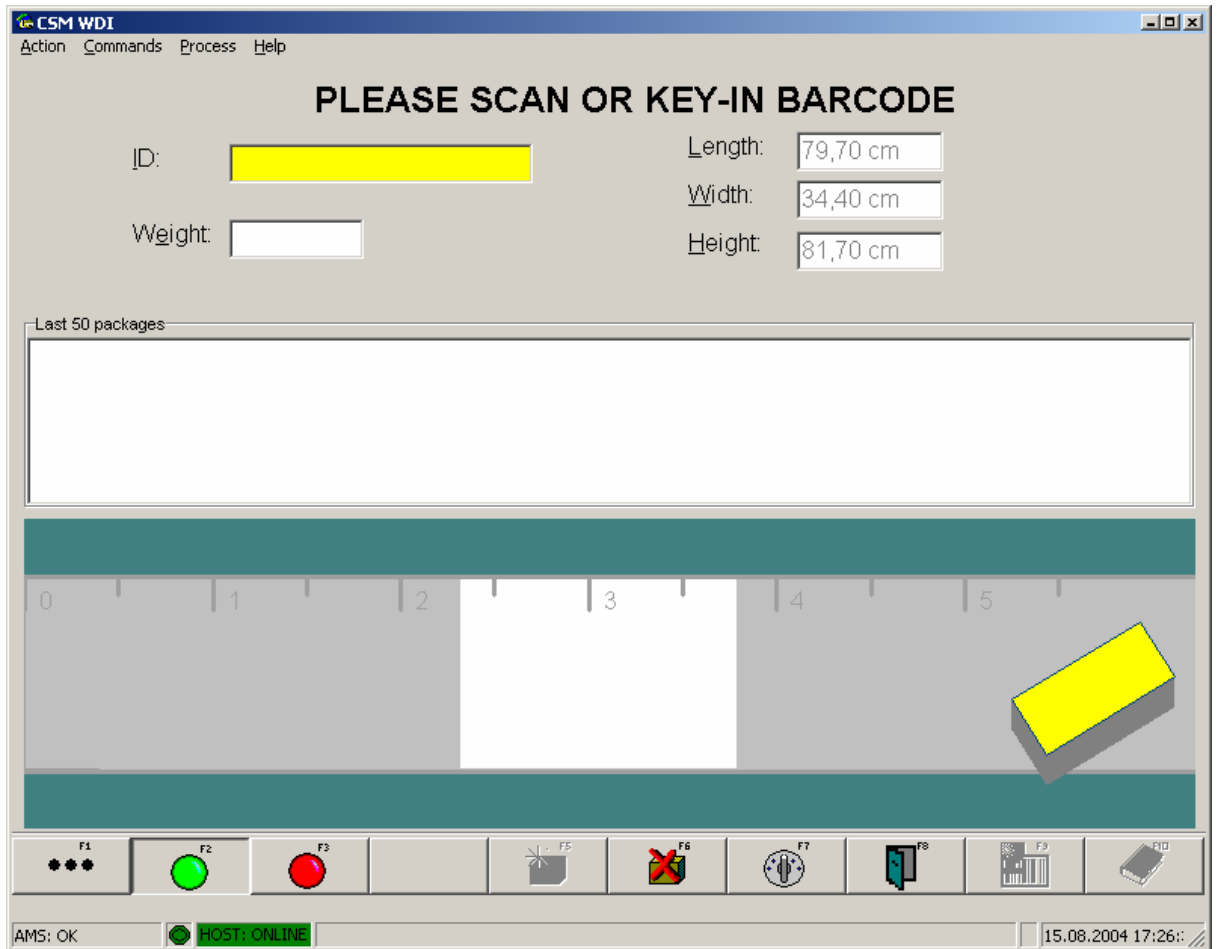 CSM WDI
Action Commands Process Help
PLEASE SCAN OR KEY-IN BARCODE
ID:
Weight:
Length: 79,70 cm
Width: 34,40 cm
Height: 81,70 cm
Last 50 packages
0 1 2 3 4 5
F1 F2 F3 F5 F6 F7 F8 F9 F10
AMS: OK HOST: ONLINE 15.08.2004 17:26: